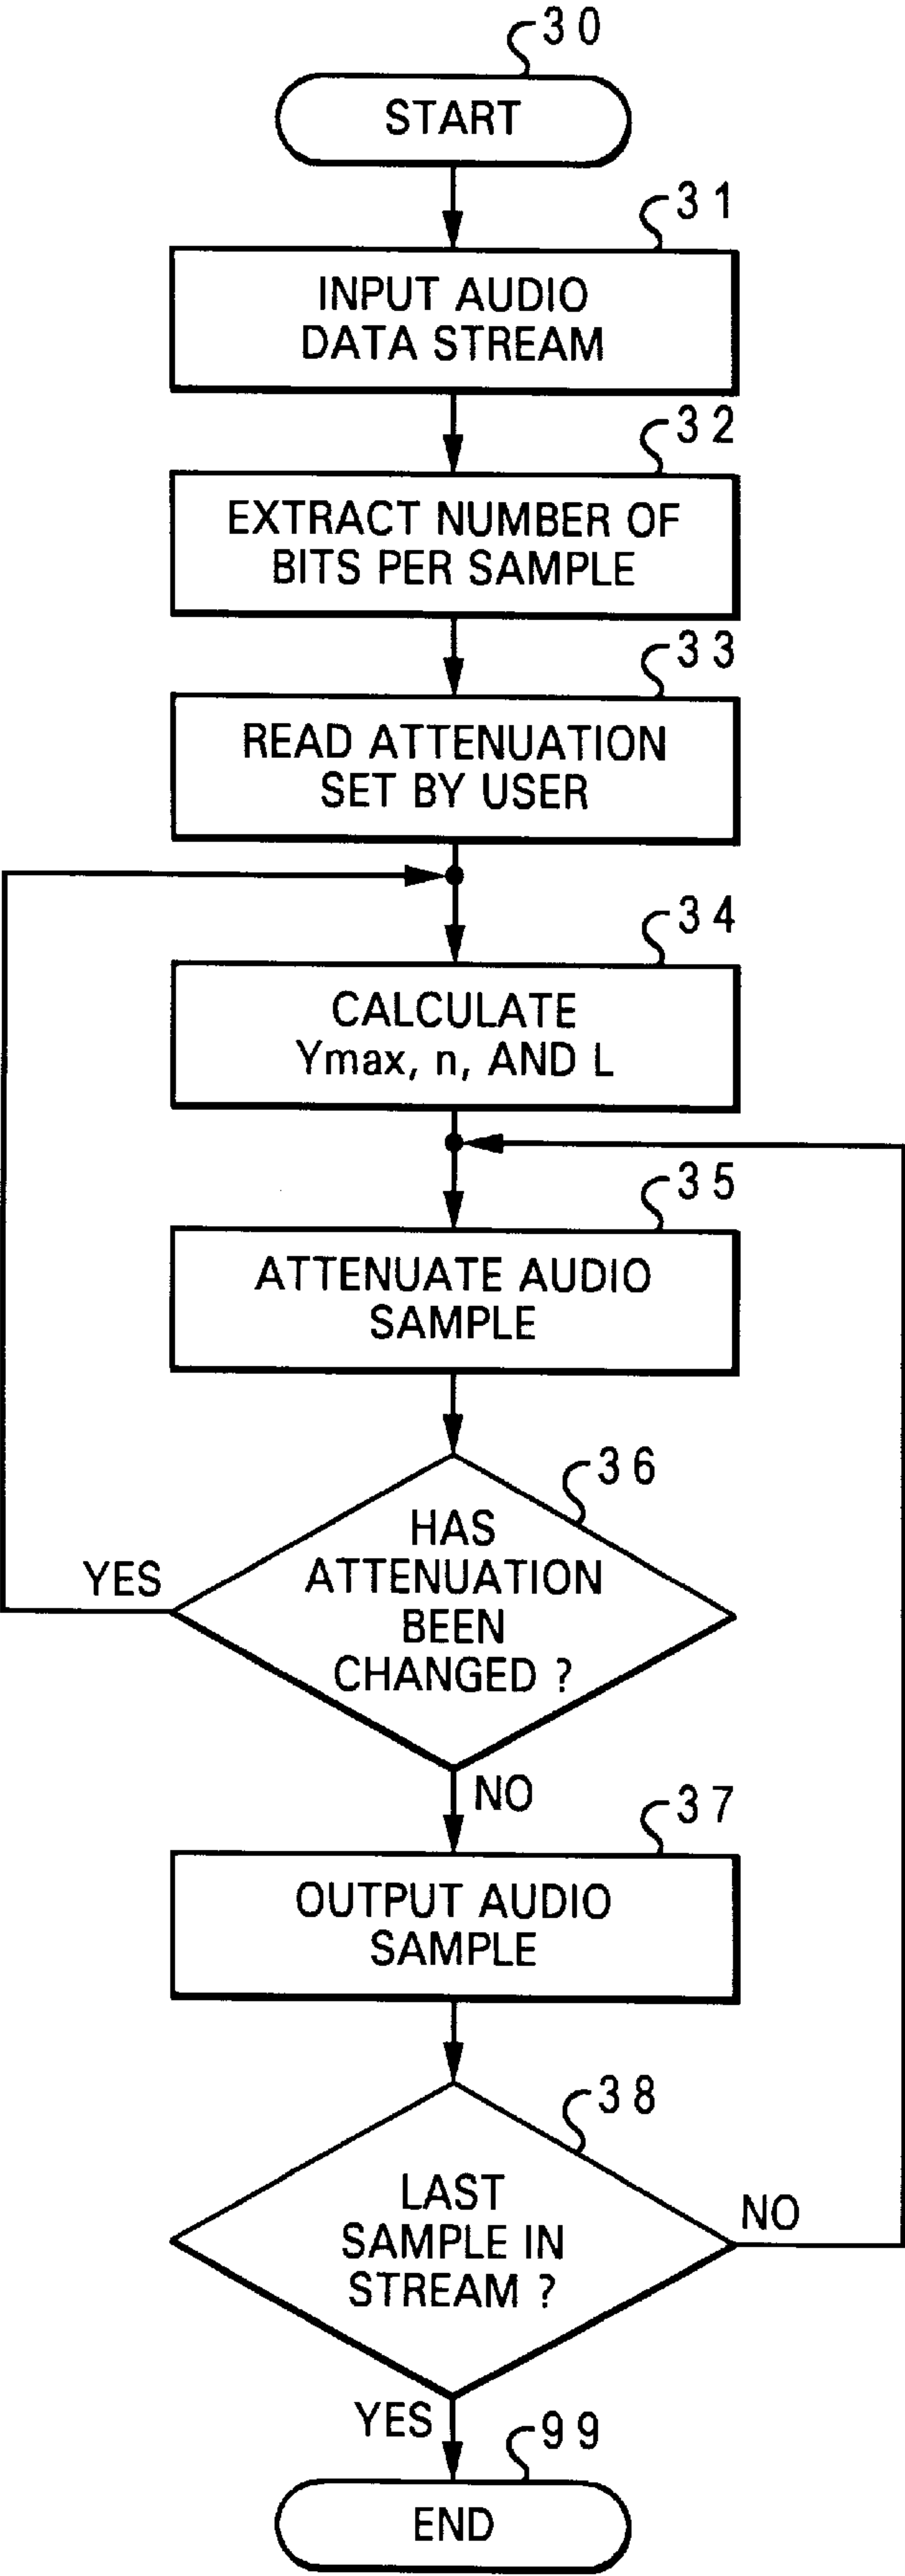 30
START
31
INPUT AUDIO
DATA STREAM
32
EXTRACT NUMBER OF
BITS PER SAMPLE
33
READ ATTENUATION
SET BY USER
34
CALCULATE
Ymax, n, AND L
35
ATTENUATE AUDIO
SAMPLE
36
HAS
ATTENUATION
BEEN
CHANGED ?
YES
NO
37
OUTPUT AUDIO
SAMPLE
38
LAST
SAMPLE IN
STREAM ?
NO
YES
99
END